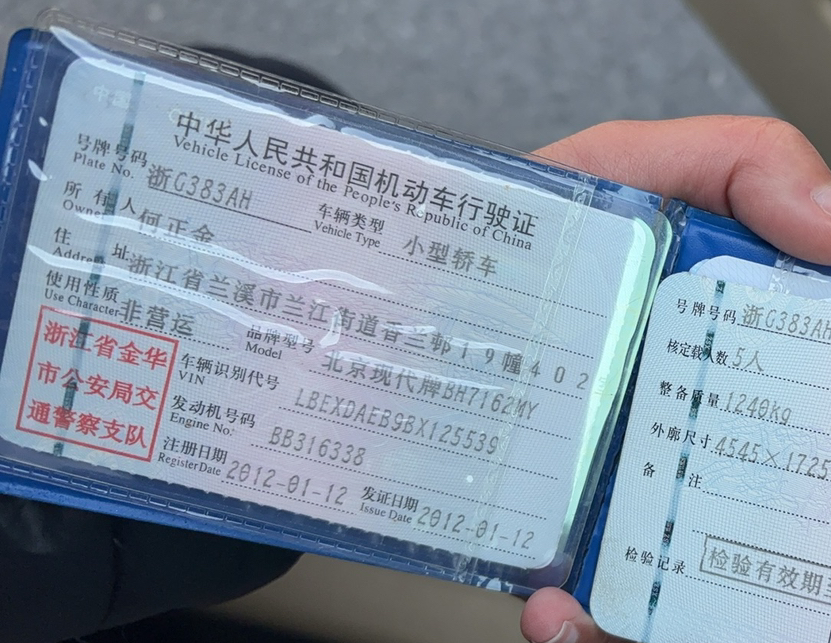 中华人民共和国机动车行驶证
Vehicle License of the People's Republic of China
号牌号码 浙G383AH 车辆类型 小型轿车
Plate No. Vehicle Type
所有人 何正金
Owner
住址 浙江省兰溪市兰江街道香兰邨19幢402
Address
使用性质 非营运 品牌型号 北京现代牌BH7162MY
Use Character Model
浙江省金华
市公安局交
通警察支队
车辆识别代号 LBEXDAEB9BX125539
VIN
发动机号码 BB316338
Engine No.
注册日期 2012-01-12 发证日期 2012-01-12
Register Date Issue Date
号牌号码 浙G383AH
核定载人数 5人
整备质量 1240kg
外廓尺寸 4545×1725
备注
检验记录 检验有效期